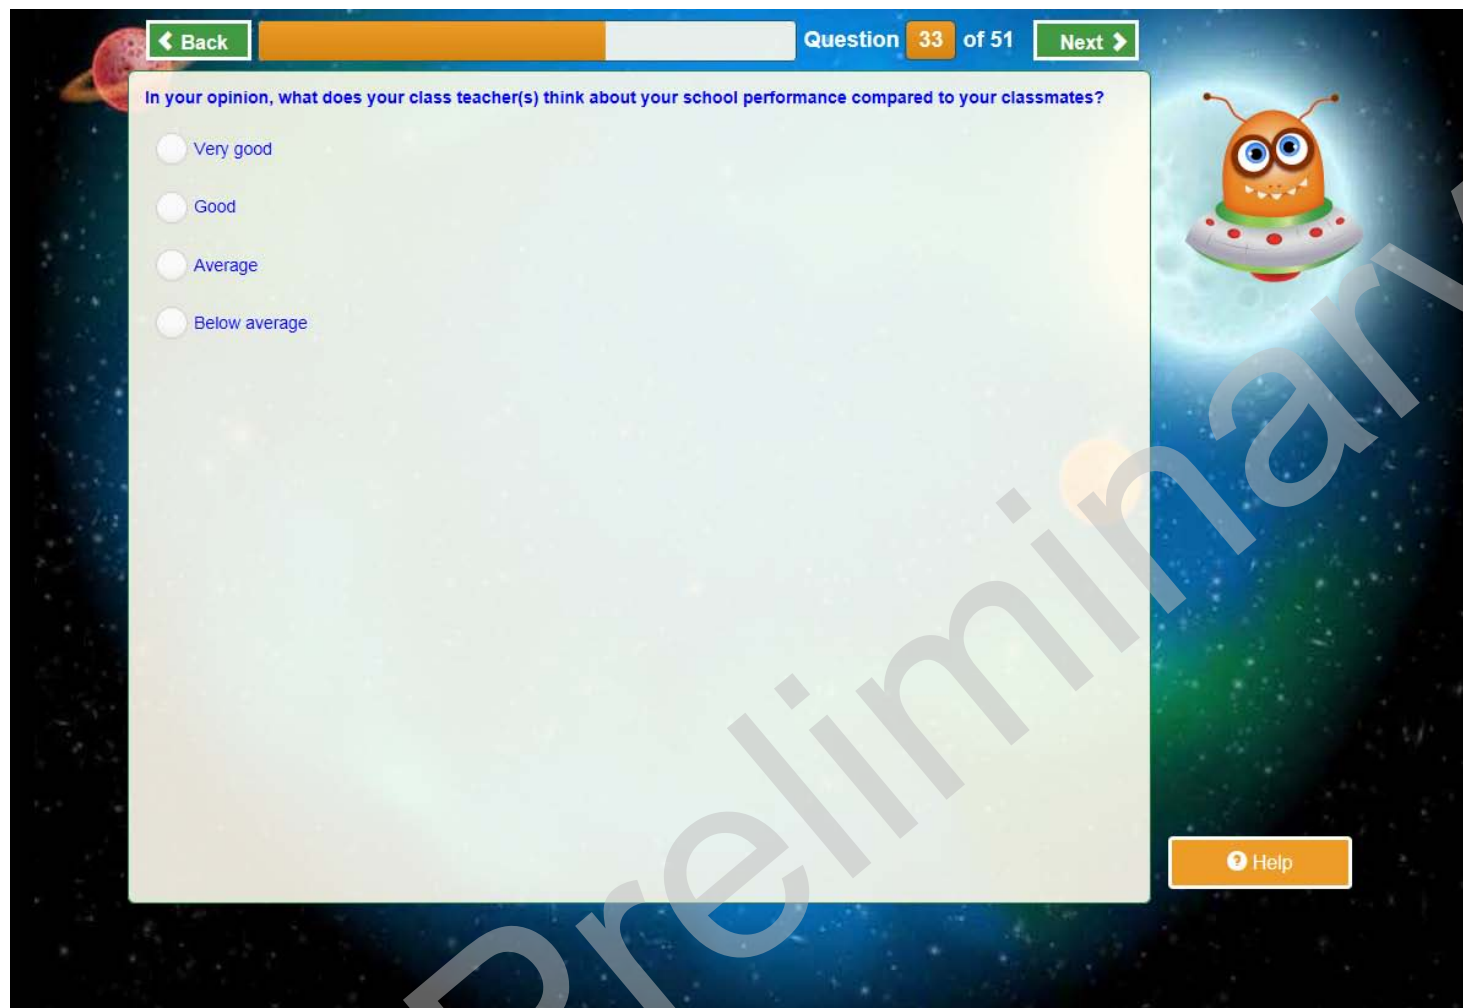 Back
Question 33 of 51
Next
In your opinion, what does your class teacher(s) think about your school performance compared to your classmates?
Very good
Good
Average
Below average
Help
Preliminary